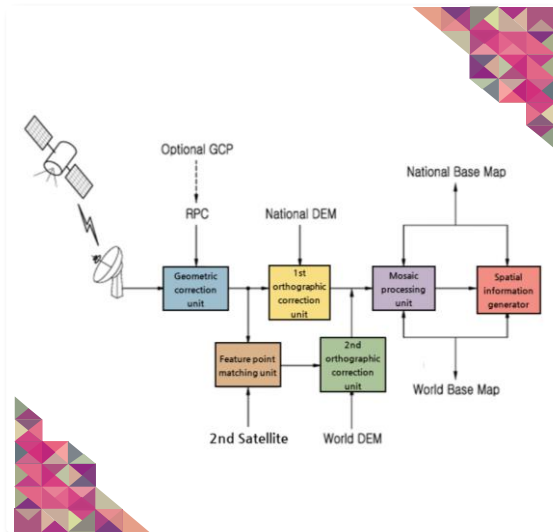 Optional GCP
RPC
National DEM
National Base Map
Geometric
correction
unit
1st
orthographic
correction unit
Mosaic
processing
unit
Spatial
information
generator
Feature point
matching unit
2nd
orthographic
correction
unit
2nd Satellite
World DEM
World Base Map